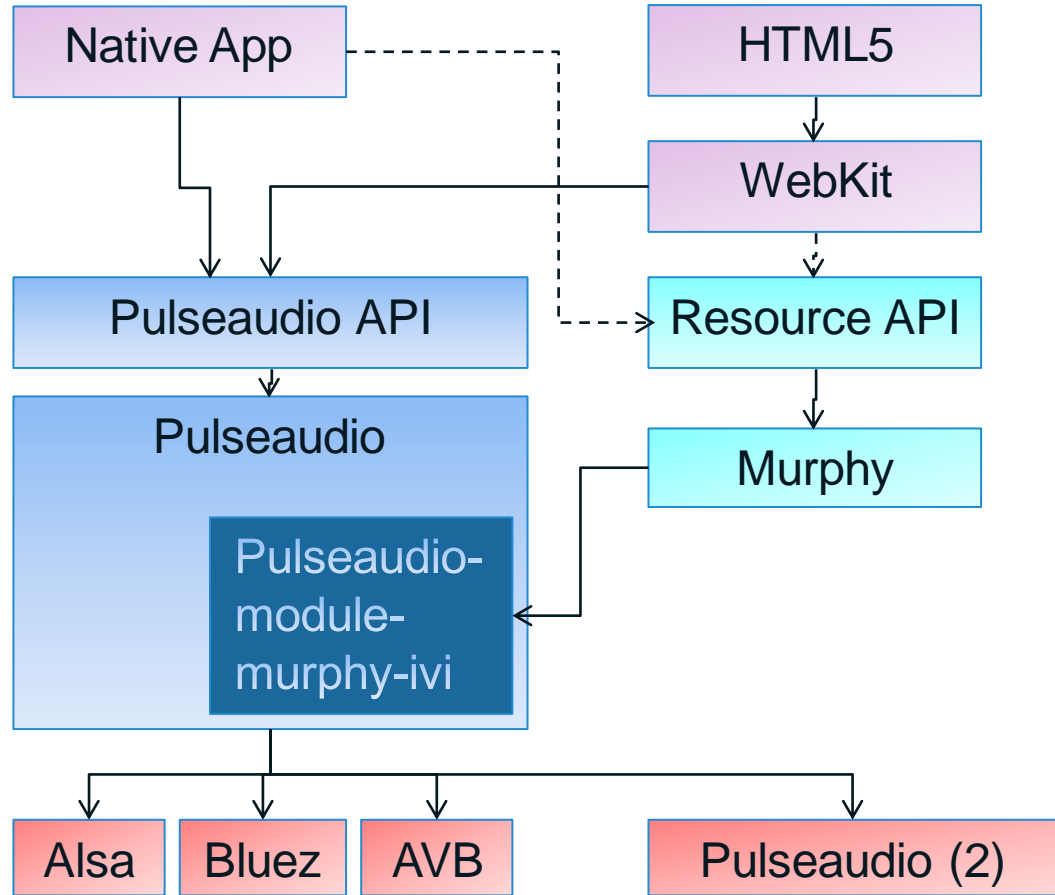 Native App
HTML5
WebKit
Pulseaudio API
Resource API
Pulseaudio
Murphy
Pulseaudio-
module-
murphy-ivi
Alsa
Bluez
AVB
Pulseaudio (2)